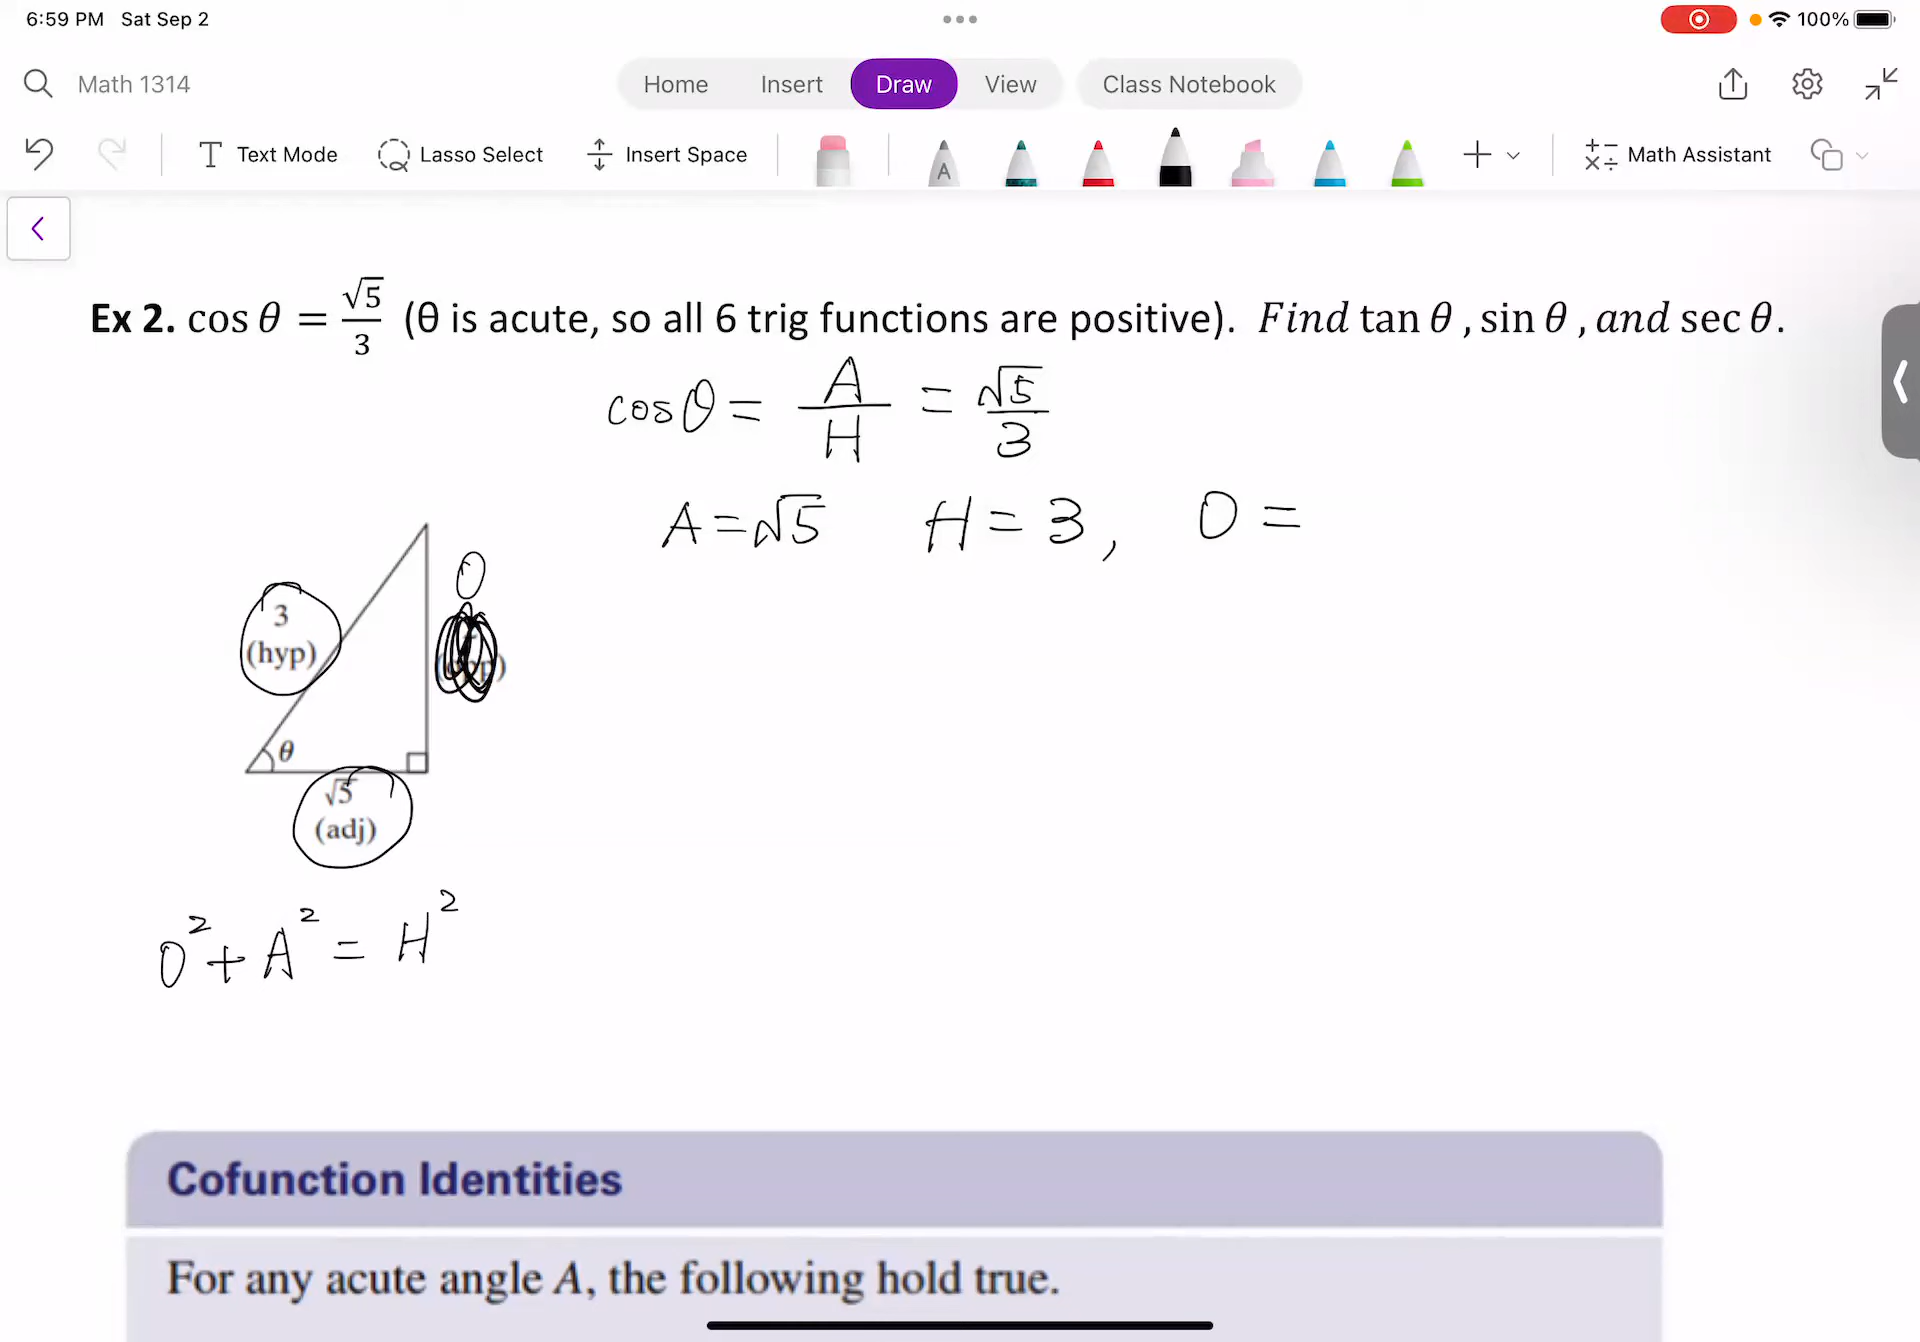 6:59 PM Sat Sep 2
100%
Math 1314
Home Insert Draw View Class Notebook
Text Mode Lasso Select Insert Space A Math Assistant
Ex 2. cos θ = √5/3 (θ is acute, so all 6 trig functions are positive). Find tan θ , sin θ , and sec θ.
cos θ = A/H = √5/3
A = √5 H = 3, O =
O
3
(hyp)
θ
√5
(adj)
O² + A² = H²
Cofunction Identities
For any acute angle A, the following hold true.